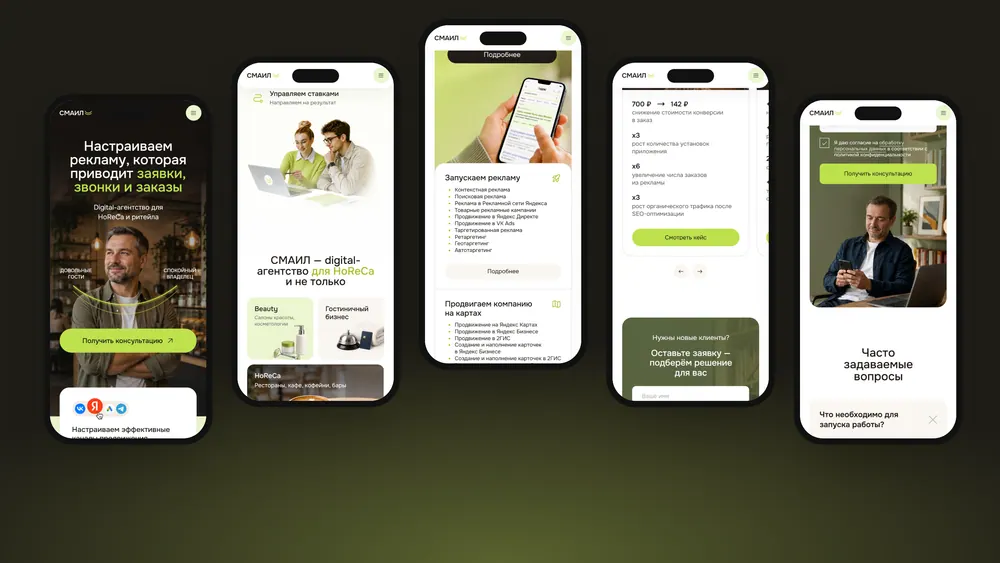 СМАИЛ
Настраиваем
рекламу, которая
приводит заявки,
звонки и заказы
Digital-агентство для
HoReCa и ритейла
ДОВОЛЬНЫЕ
ГОСТИ
СПОКОЙНЫЙ
ВЛАДЕЛЕЦ
Получить консультацию
Я
Настраиваем эффективные
каналы продвижения
СМАИЛ
Управляем ставками
Направляем на результат
СМАИЛ — digital-
агентство для HoReCa
и не только
Beauty
Салоны красоты,
косметология
Гостиничный
бизнес
HoReCa
Рестораны, кафе, кофейни, бары
СМАИЛ
Подробнее
Запускаем рекламу
• Контекстная реклама
• Поисковая реклама
• Реклама в Рекламной сети Яндекса
• Товарные рекламные кампании
• Продвижение в Яндекс Директе
• Продвижение в VK Ads
• Таргетированная реклама
• Ретаргетинг
• Геотаргетинг
• Автотаргетинг
Подробнее
Продвигаем компанию
на картах
• Продвижение на Яндекс Картах
• Продвижение в Яндекс Бизнесе
• Продвижение в 2ГИС
• Создание и наполнение карточек
в Яндекс Бизнесе
• Создание и наполнение карточек в 2ГИС
СМАИЛ
700 ₽ → 142 ₽
снижение стоимости конверсии
в заказ
x3
рост количества установок
приложения
x6
увеличение числа заказов
из рекламы
x3
рост органического трафика после
SEO-оптимизации
Смотреть кейс
Нужны новые клиенты?
Оставьте заявку —
подберём решение
для вас
Ваше имя
СМАИЛ
Я даю согласие на обработку
персональных данных в соответствии с
политикой конфиденциальности
Получить консультацию
Часто
задаваемые
вопросы
Что необходимо для
запуска работы?